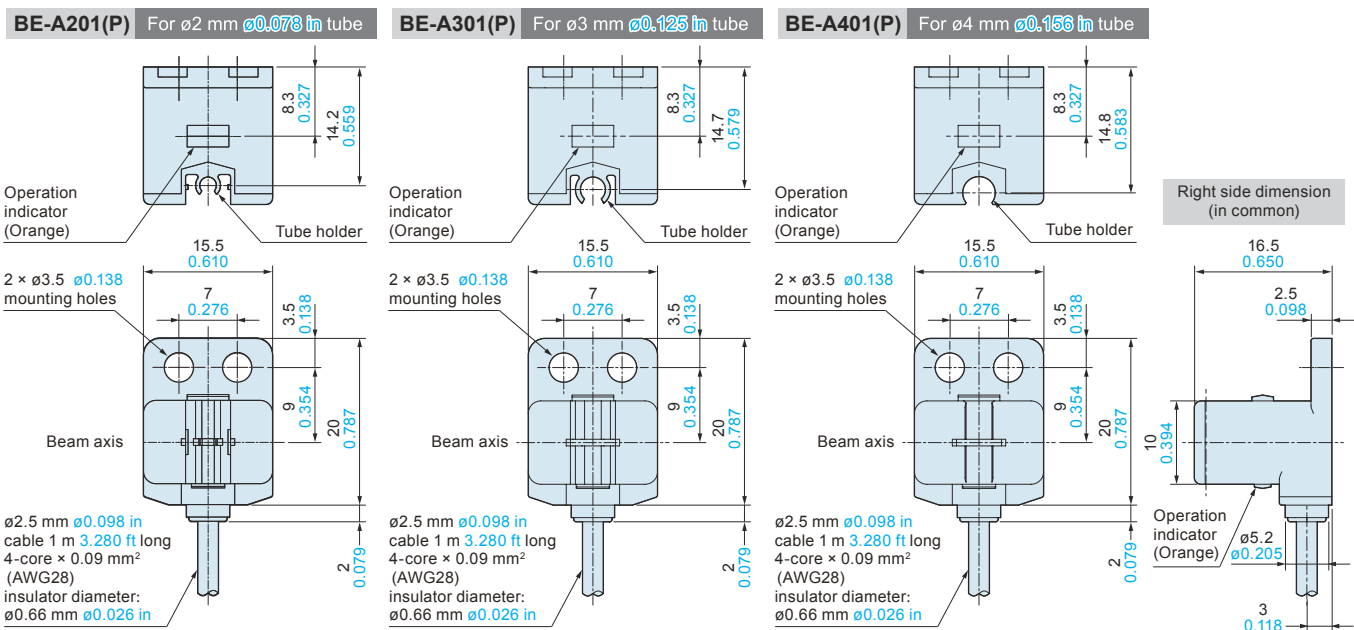 BE-A201(P) For ø2 mm ø0.078 in tube
8.3
0.327
14.2
0.559
Operation
indicator
(Orange)
Tube holder
15.5
0.610
2 × ø3.5 ø0.138
mounting holes
7
0.276
3.5
0.138
9
0.354
20
0.787
Beam axis
ø2.5 mm ø0.098 in
cable 1 m 3.280 ft long
4-core × 0.09 mm²
(AWG28)
insulator diameter:
ø0.66 mm ø0.026 in
2
0.079
BE-A301(P) For ø3 mm ø0.125 in tube
8.3
0.327
14.7
0.579
Operation
indicator
(Orange)
Tube holder
15.5
0.610
2 × ø3.5 ø0.138
mounting holes
7
0.276
3.5
0.138
9
0.354
20
0.787
Beam axis
ø2.5 mm ø0.098 in
cable 1 m 3.280 ft long
4-core × 0.09 mm²
(AWG28)
insulator diameter:
ø0.66 mm ø0.026 in
2
0.079
BE-A401(P) For ø4 mm ø0.156 in tube
8.3
0.327
14.8
0.583
Operation
indicator
(Orange)
Tube holder
15.5
0.610
2 × ø3.5 ø0.138
mounting holes
7
0.276
3.5
0.138
9
0.354
20
0.787
Beam axis
ø2.5 mm ø0.098 in
cable 1 m 3.280 ft long
4-core × 0.09 mm²
(AWG28)
insulator diameter:
ø0.66 mm ø0.026 in
2
0.079
Right side dimension
(in common)
16.5
0.650
2.5
0.098
10
0.394
Operation
indicator
(Orange)
ø5.2
ø0.205
3
0.118